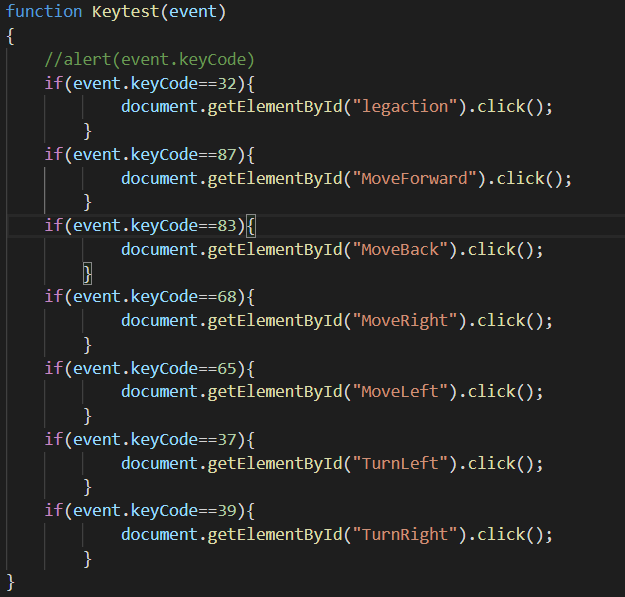 function Keytest(event)
{
    //alert(event.keyCode)
    if(event.keyCode==32){
            document.getElementById("legaction").click();
        }
    if(event.keyCode==87){
            document.getElementById("MoveForward").click();
        }
    if(event.keyCode==83){
            document.getElementById("MoveBack").click();
        }
    if(event.keyCode==68){
            document.getElementById("MoveRight").click();
        }
    if(event.keyCode==65){
            document.getElementById("MoveLeft").click();
        }
    if(event.keyCode==37){
            document.getElementById("TurnLeft").click();
        }
    if(event.keyCode==39){
            document.getElementById("TurnRight").click();
        }
}